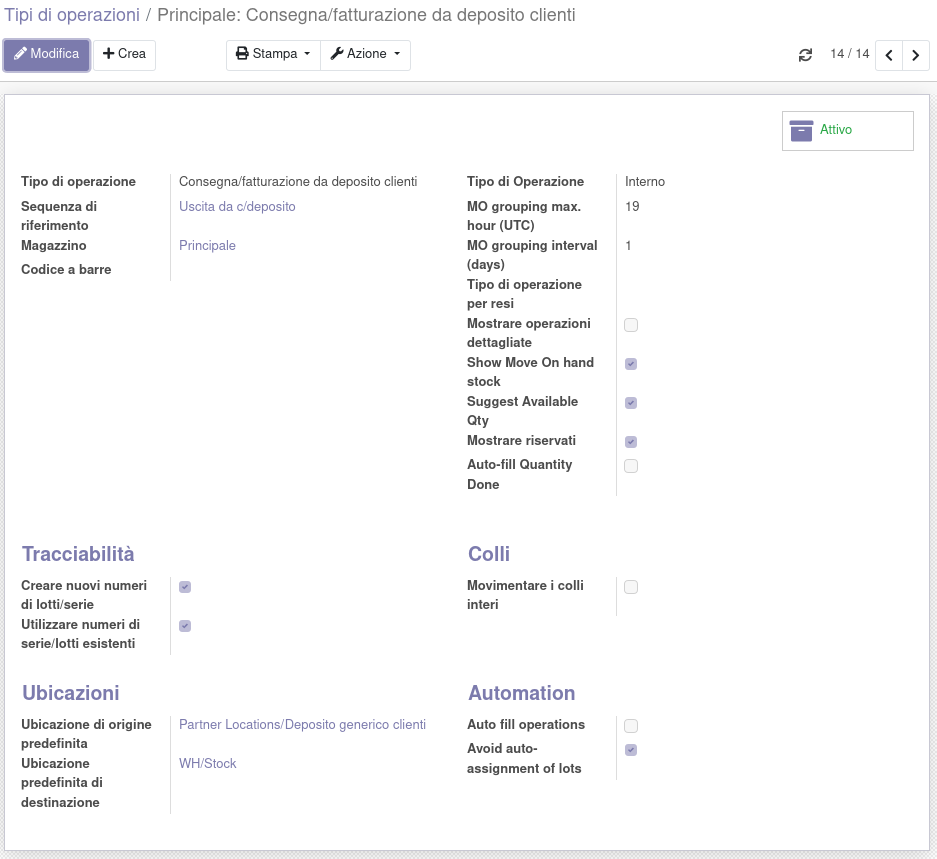 Tipi di operazioni / Principale: Consegna/fatturazione da deposito clienti
Modifica
Crea
Stampa
Azione
14 / 14
Attivo
Tipo di operazione
Consegna/fatturazione da deposito clienti
Sequenza di
riferimento
Uscita da c/deposito
Magazzino
Principale
Codice a barre
Tipo di Operazione
Interno
MO grouping max.
hour (UTC)
19
MO grouping interval
(days)
1
Tipo di operazione
per resi
Mostrare operazioni
dettagliate
Show Move On hand
stock
Suggest Available
Qty
Mostrare riservati
Auto-fill Quantity
Done
Tracciabilità
Creare nuovi numeri
di lotti/serie
Utilizzare numeri di
serie/lotti esistenti
Colli
Movimentare i colli
interi
Ubicazioni
Ubicazione di origine
predefinita
Partner Locations/Deposito generico clienti
Ubicazione
predefinita di
destinazione
WH/Stock
Automation
Auto fill operations
Avoid auto-
assignment of lots